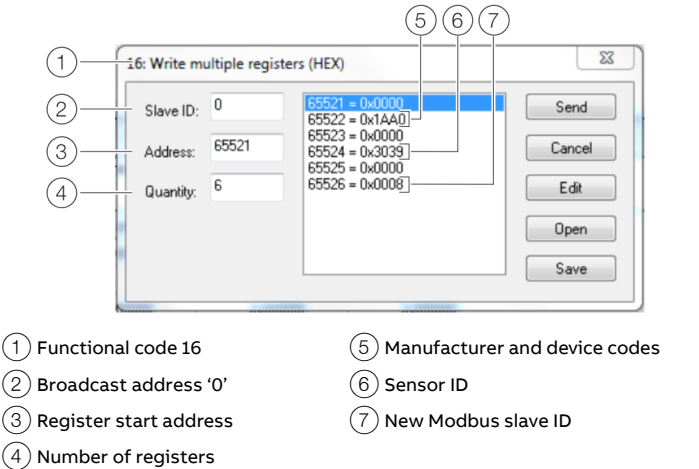 5 6 7
1 16: Write multiple registers (HEX)
2 Slave ID: 0
3 Address: 65521
4 Quantity: 6
65521 = 0x0000
65522 = 0x1AA0
65523 = 0x0000
65524 = 0x3039
65525 = 0x0000
65526 = 0x0008
Send
Cancel
Edit
Open
Save
1 Functional code 16
2 Broadcast address ‘0’
3 Register start address
4 Number of registers
5 Manufacturer and device codes
6 Sensor ID
7 New Modbus slave ID